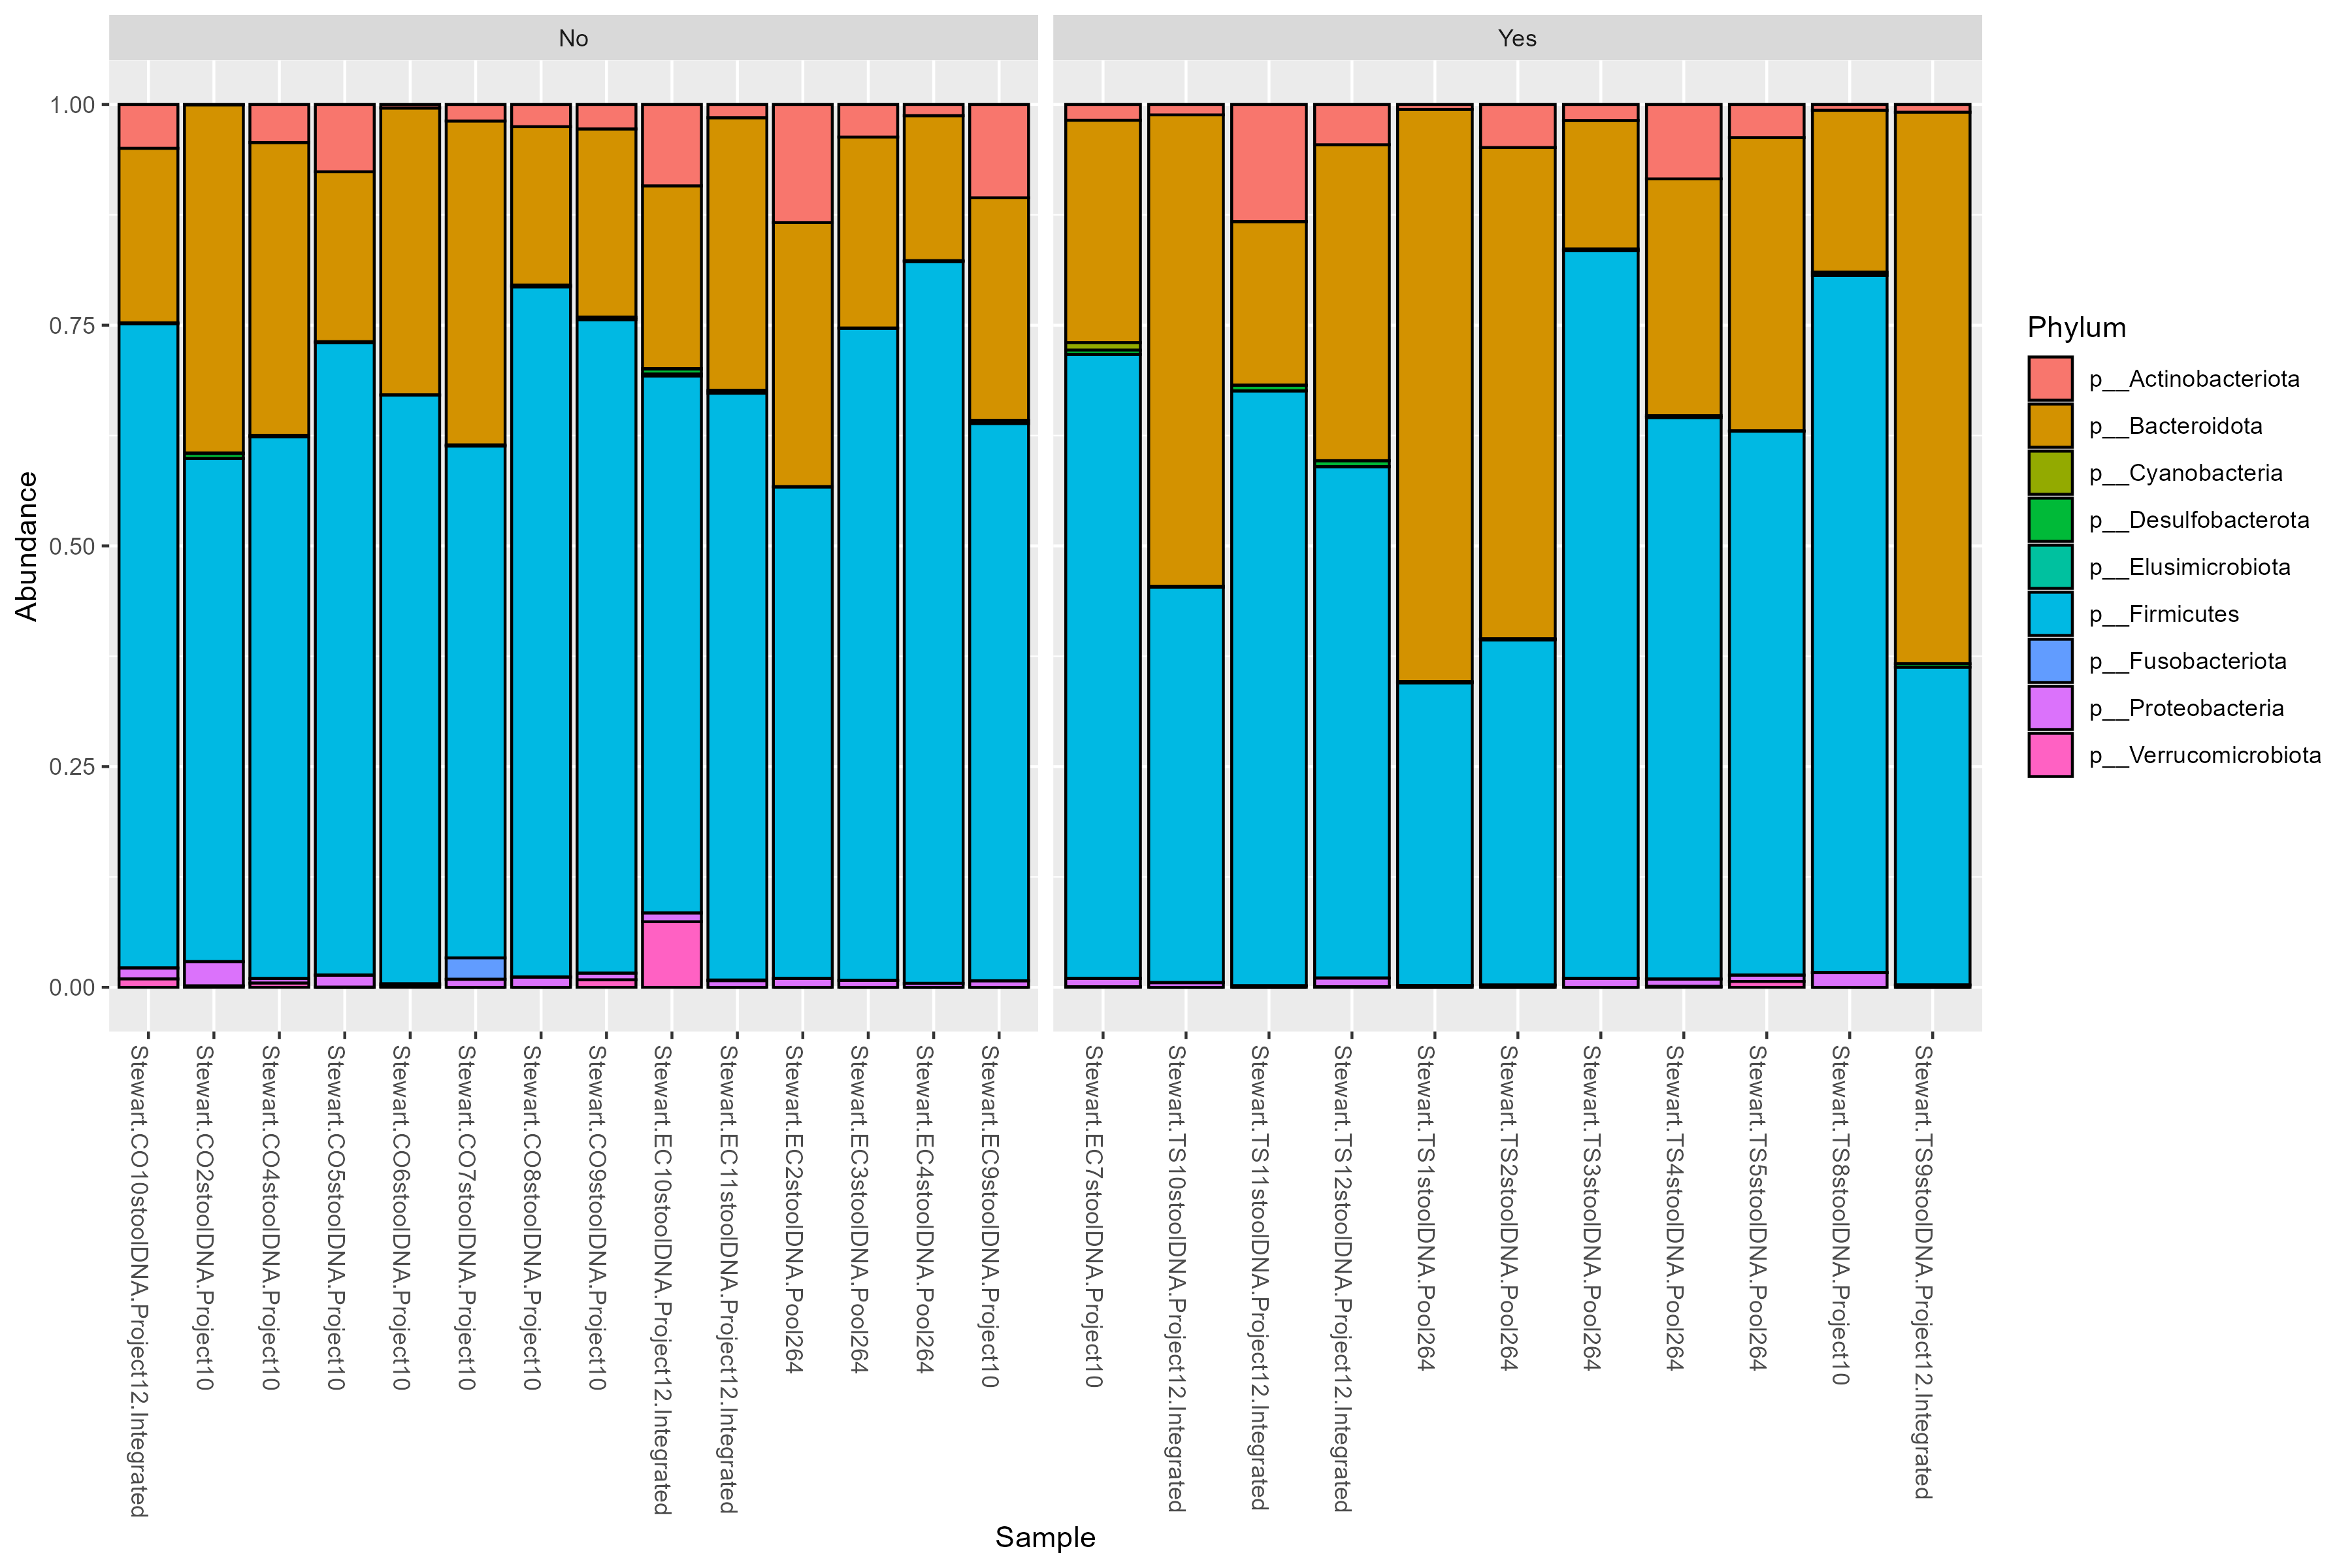 No
Yes
1.00
0.75
0.50
0.25
0.00
Abundance
Stewart.CO10stoolDNA.Project12.Integrated
Stewart.CO2stoolDNA.Project10
Stewart.CO4stoolDNA.Project10
Stewart.CO5stoolDNA.Project10
Stewart.CO6stoolDNA.Project10
Stewart.CO7stoolDNA.Project10
Stewart.CO8stoolDNA.Project10
Stewart.CO9stoolDNA.Project10
Stewart.EC10stoolDNA.Project12.Integrated
Stewart.EC11stoolDNA.Project12.Integrated
Stewart.EC2stoolDNA.Pool264
Stewart.EC3stoolDNA.Pool264
Stewart.EC4stoolDNA.Pool264
Stewart.EC9stoolDNA.Project10
Stewart.EC7stoolDNA.Project10
Stewart.TS10stoolDNA.Project12.Integrated
Stewart.TS11stoolDNA.Project12.Integrated
Stewart.TS12stoolDNA.Project12.Integrated
Stewart.TS1stoolDNA.Pool264
Stewart.TS2stoolDNA.Pool264
Stewart.TS3stoolDNA.Pool264
Stewart.TS4stoolDNA.Pool264
Stewart.TS5stoolDNA.Pool264
Stewart.TS8stoolDNA.Project10
Stewart.TS9stoolDNA.Project12.Integrated
Sample
Phylum
p__Actinobacteriota
p__Bacteroidota
p__Cyanobacteria
p__Desulfobacterota
p__Elusimicrobiota
p__Firmicutes
p__Fusobacteriota
p__Proteobacteria
p__Verrucomicrobiota